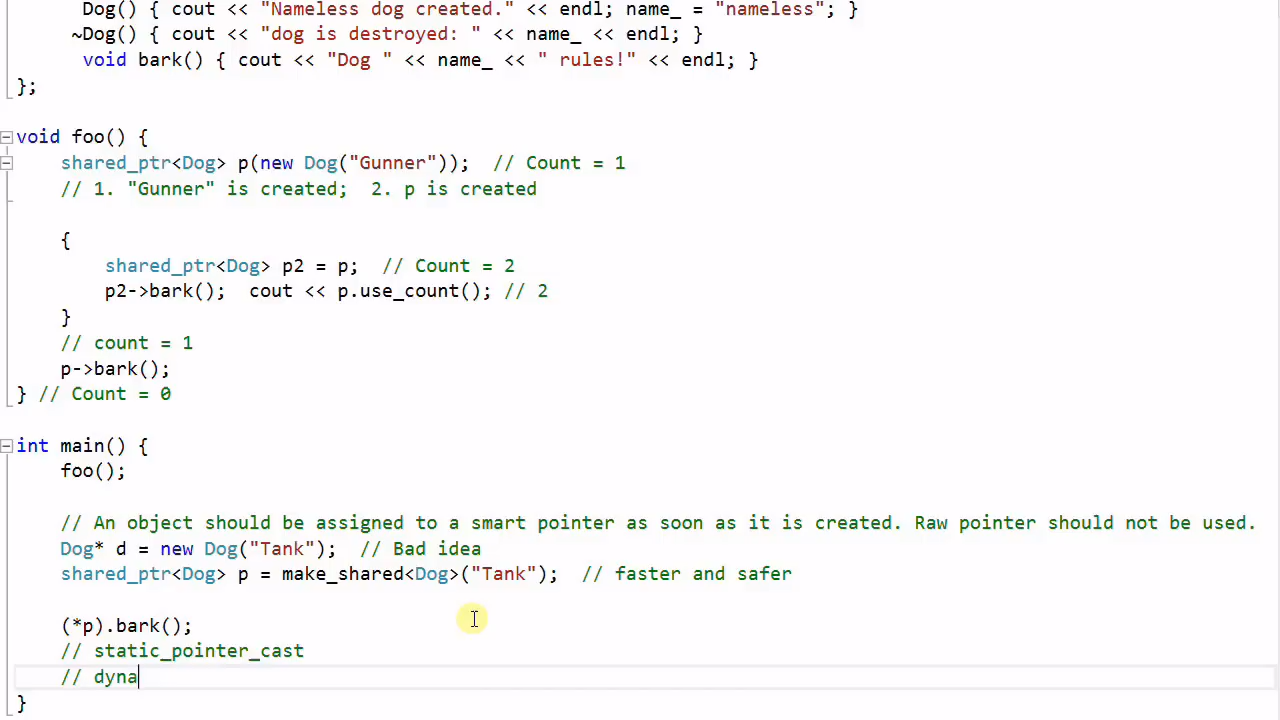 Dog() { cout << "Nameless dog created." << endl; name_ = "nameless"; }
~Dog() { cout << "dog is destroyed: " << name_ << endl; }
void bark() { cout << "Dog " << name_ << " rules!" << endl; }
};
void foo() {
shared_ptr<Dog> p(new Dog("Gunner"));  // Count = 1
// 1. "Gunner" is created;  2. p is created
{
shared_ptr<Dog> p2 = p;  // Count = 2
p2->bark();  cout << p.use_count(); // 2
}
// count = 1
p->bark();
} // Count = 0
int main() {
foo();
// An object should be assigned to a smart pointer as soon as it is created. Raw pointer should not be used.
Dog* d = new Dog("Tank");  // Bad idea
shared_ptr<Dog> p = make_shared<Dog>("Tank");  // faster and safer
(*p).bark();
// static_pointer_cast
// dyna
}